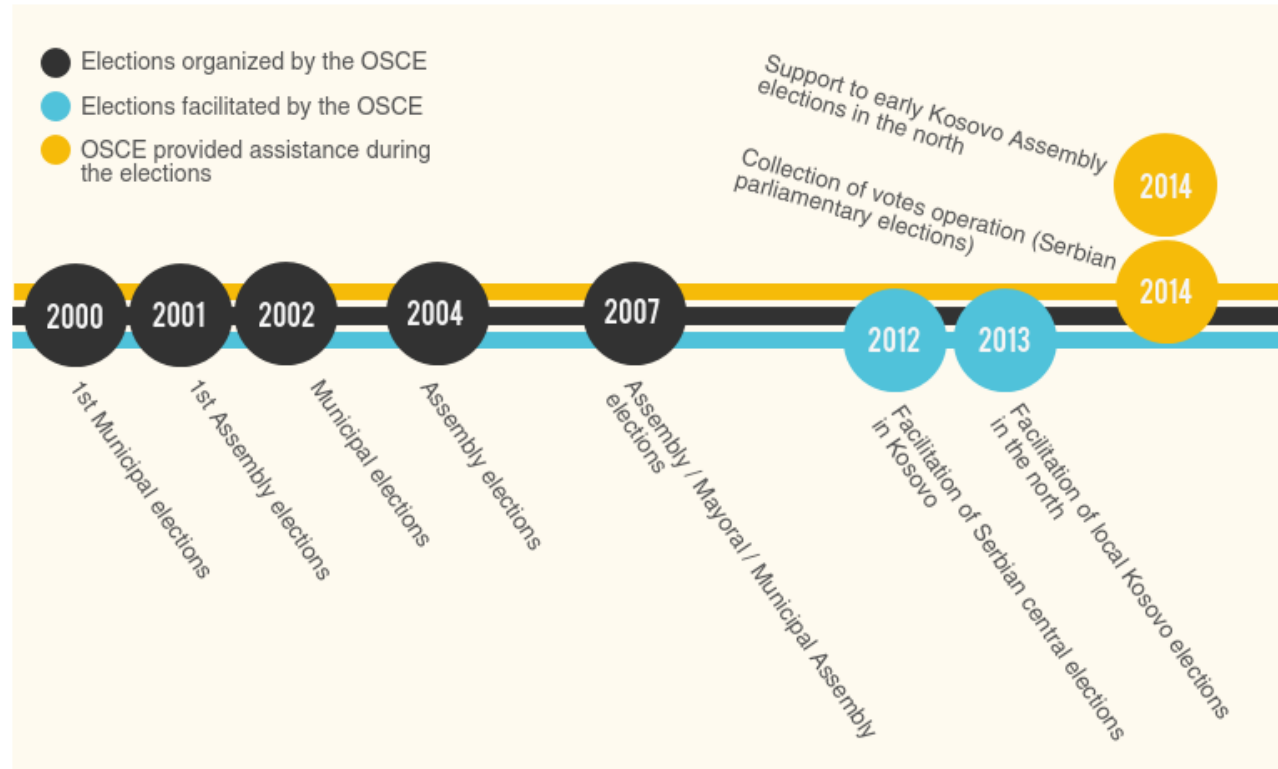 Elections organized by the OSCE
Elections facilitated by the OSCE
OSCE provided assistance during
the elections
Support to early Kosovo Assembly
elections in the north
2014
Collection of votes operation (Serbian
parliamentary elections)
2014
2000
1st Municipal elections
2001
1st Assembly elections
2002
Municipal elections
2004
Assembly elections
2007
Assembly / Mayoral / Municipal Assembly
elections
2012
Facilitation of Serbian central elections
in Kosovo
2013
Facilitation of local Kosovo elections
in the north